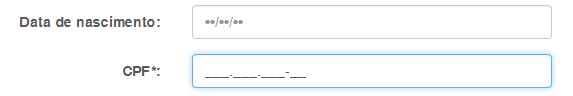 Data de nascimento: ••/••/••
CPF*: ___.___.___-__